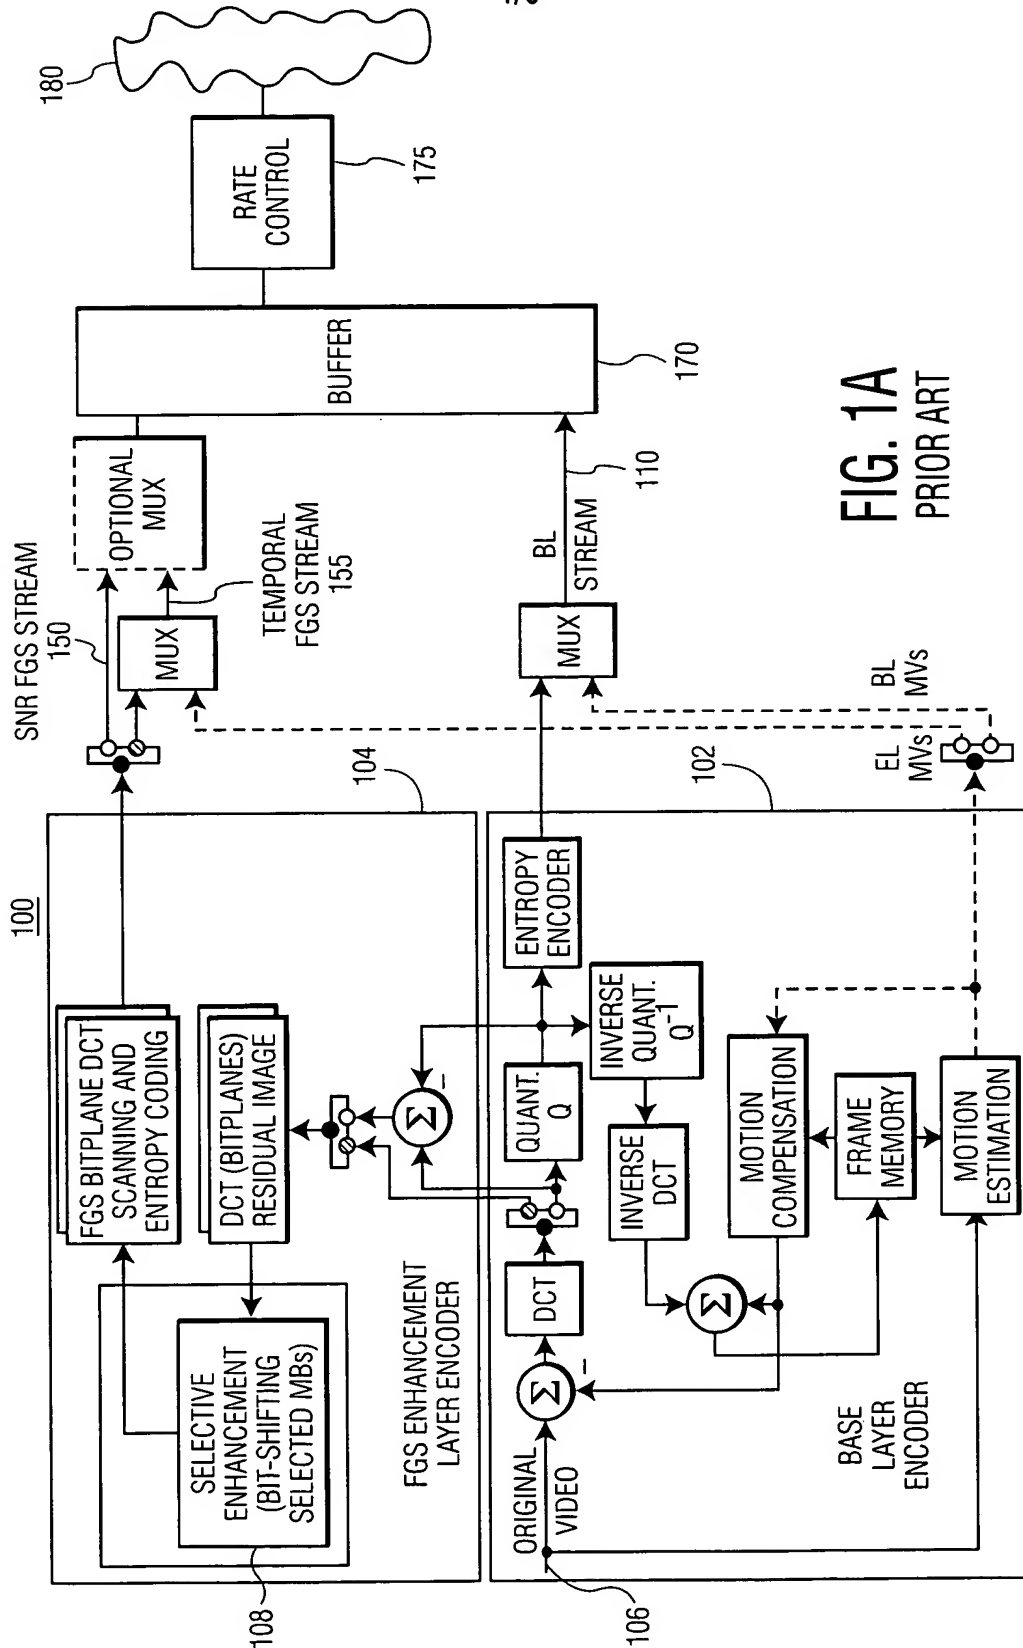 100
FGS BITPLANE DCT
SCANNING AND
ENTROPY CODING
DCT (BITPLANES)
RESIDUAL IMAGE
SELECTIVE
ENHANCEMENT
(BIT-SHIFTING
SELECTED MBs)
108
FGS ENHANCEMENT
LAYER ENCODER
104
SNR FGS STREAM
150
MUX
OPTIONAL
MUX
TEMPORAL
FGS STREAM
155
BUFFER
170
RATE
CONTROL
175
180
ORIGINAL
VIDEO
106
Σ
−
DCT
Σ
−
QUANT.
Q
ENTROPY
ENCODER
INVERSE
QUANT.
Q⁻¹
INVERSE
DCT
Σ
MOTION
COMPENSATION
FRAME
MEMORY
MOTION
ESTIMATION
BASE
LAYER
ENCODER
102
EL
MVs
BL
MVs
MUX
BL
STREAM
110
FIG. 1A
PRIOR ART